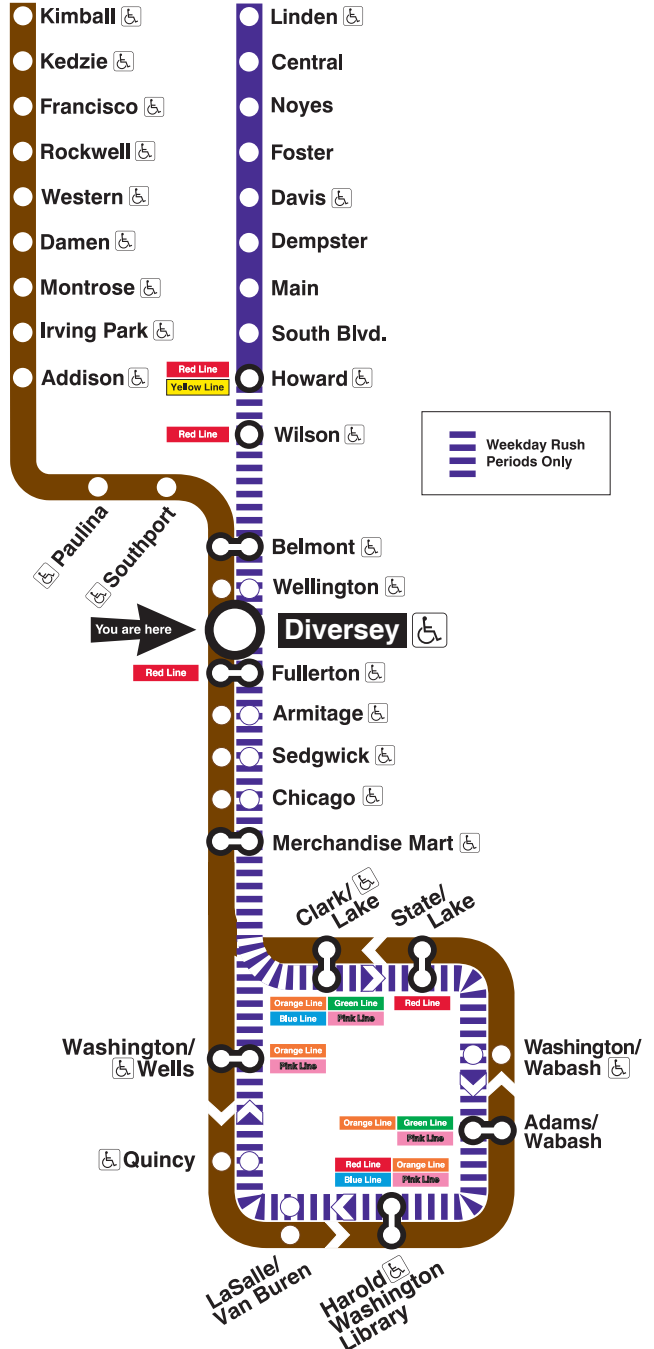 Kimball
Kedzie
Francisco
Rockwell
Western
Damen
Montrose
Irving Park
Addison
Paulina
Southport
Linden
Central
Noyes
Foster
Davis
Dempster
Main
South Blvd.
Red Line
Yellow Line
Howard
Red Line
Wilson
Weekday Rush
Periods Only
Belmont
Wellington
You are here
Diversey
Red Line
Fullerton
Armitage
Sedgwick
Chicago
Merchandise Mart
Clark/
Lake
State/
Lake
Orange Line
Green Line
Red Line
Blue Line
Pink Line
Washington/
Wells
Orange Line
Pink Line
Washington/
Wabash
Orange Line
Green Line
Pink Line
Adams/
Wabash
Quincy
Red Line
Orange Line
Blue Line
Pink Line
LaSalle/
Van Buren
Harold
Washington
Library